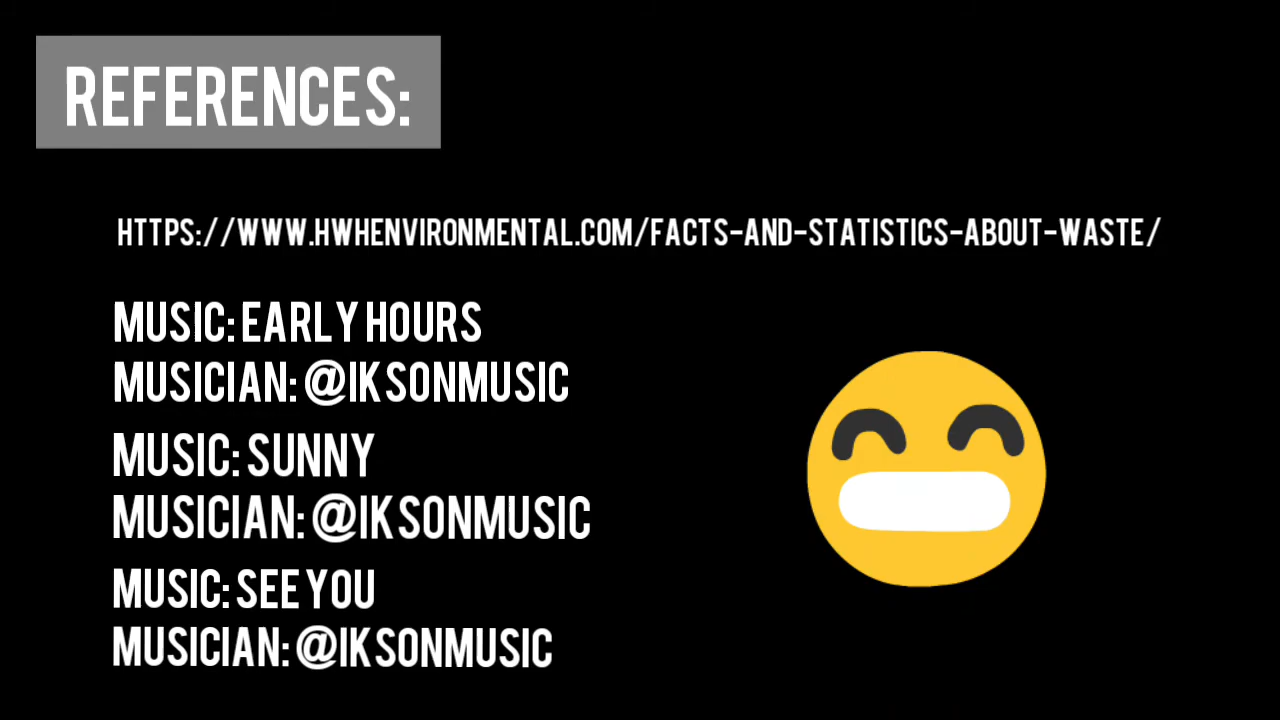 REFERENCES:
HTTPS://WWW.HWHENVIRONMENTAL.COM/FACTS-AND-STATISTICS-ABOUT-WASTE/
MUSIC: EARLY HOURS
MUSICIAN: @IKSONMUSIC
MUSIC: SUNNY
MUSICIAN: @IKSONMUSIC
MUSIC: SEE YOU
MUSICIAN: @IKSONMUSIC